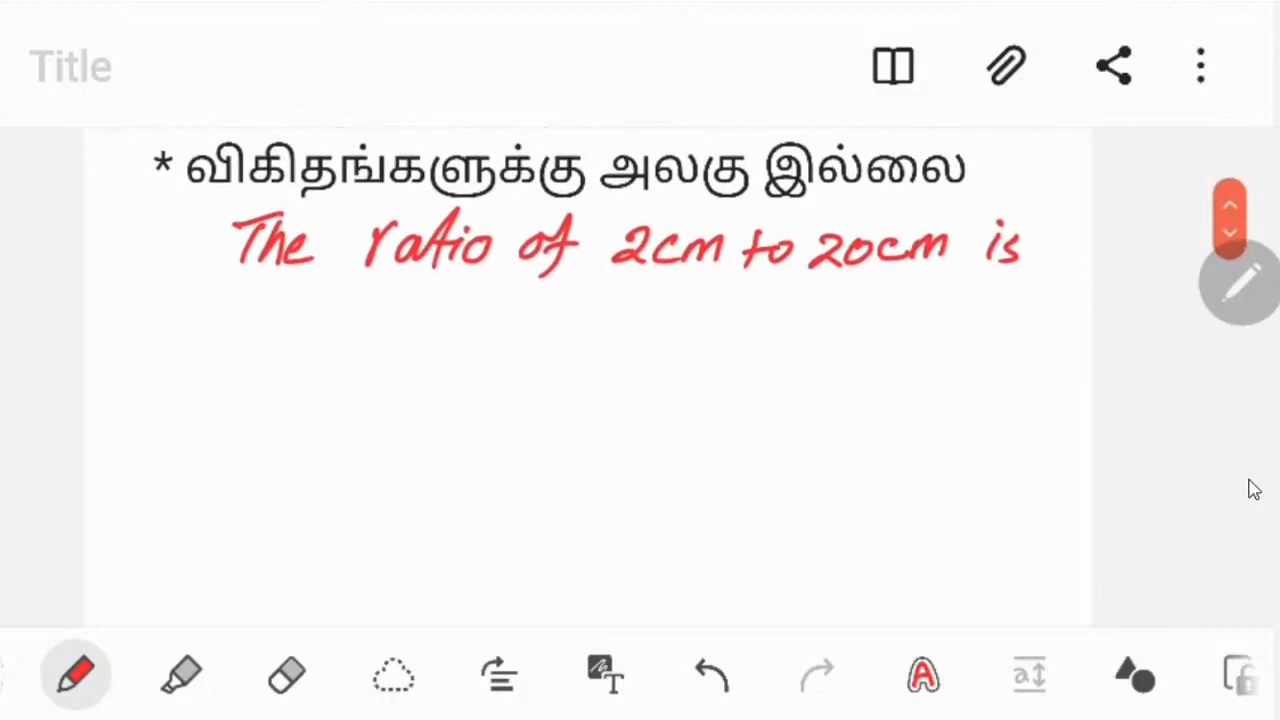 Title
* விகிதங்களுக்கு அலகு இல்லை
The ratio of 2cm to 20cm is